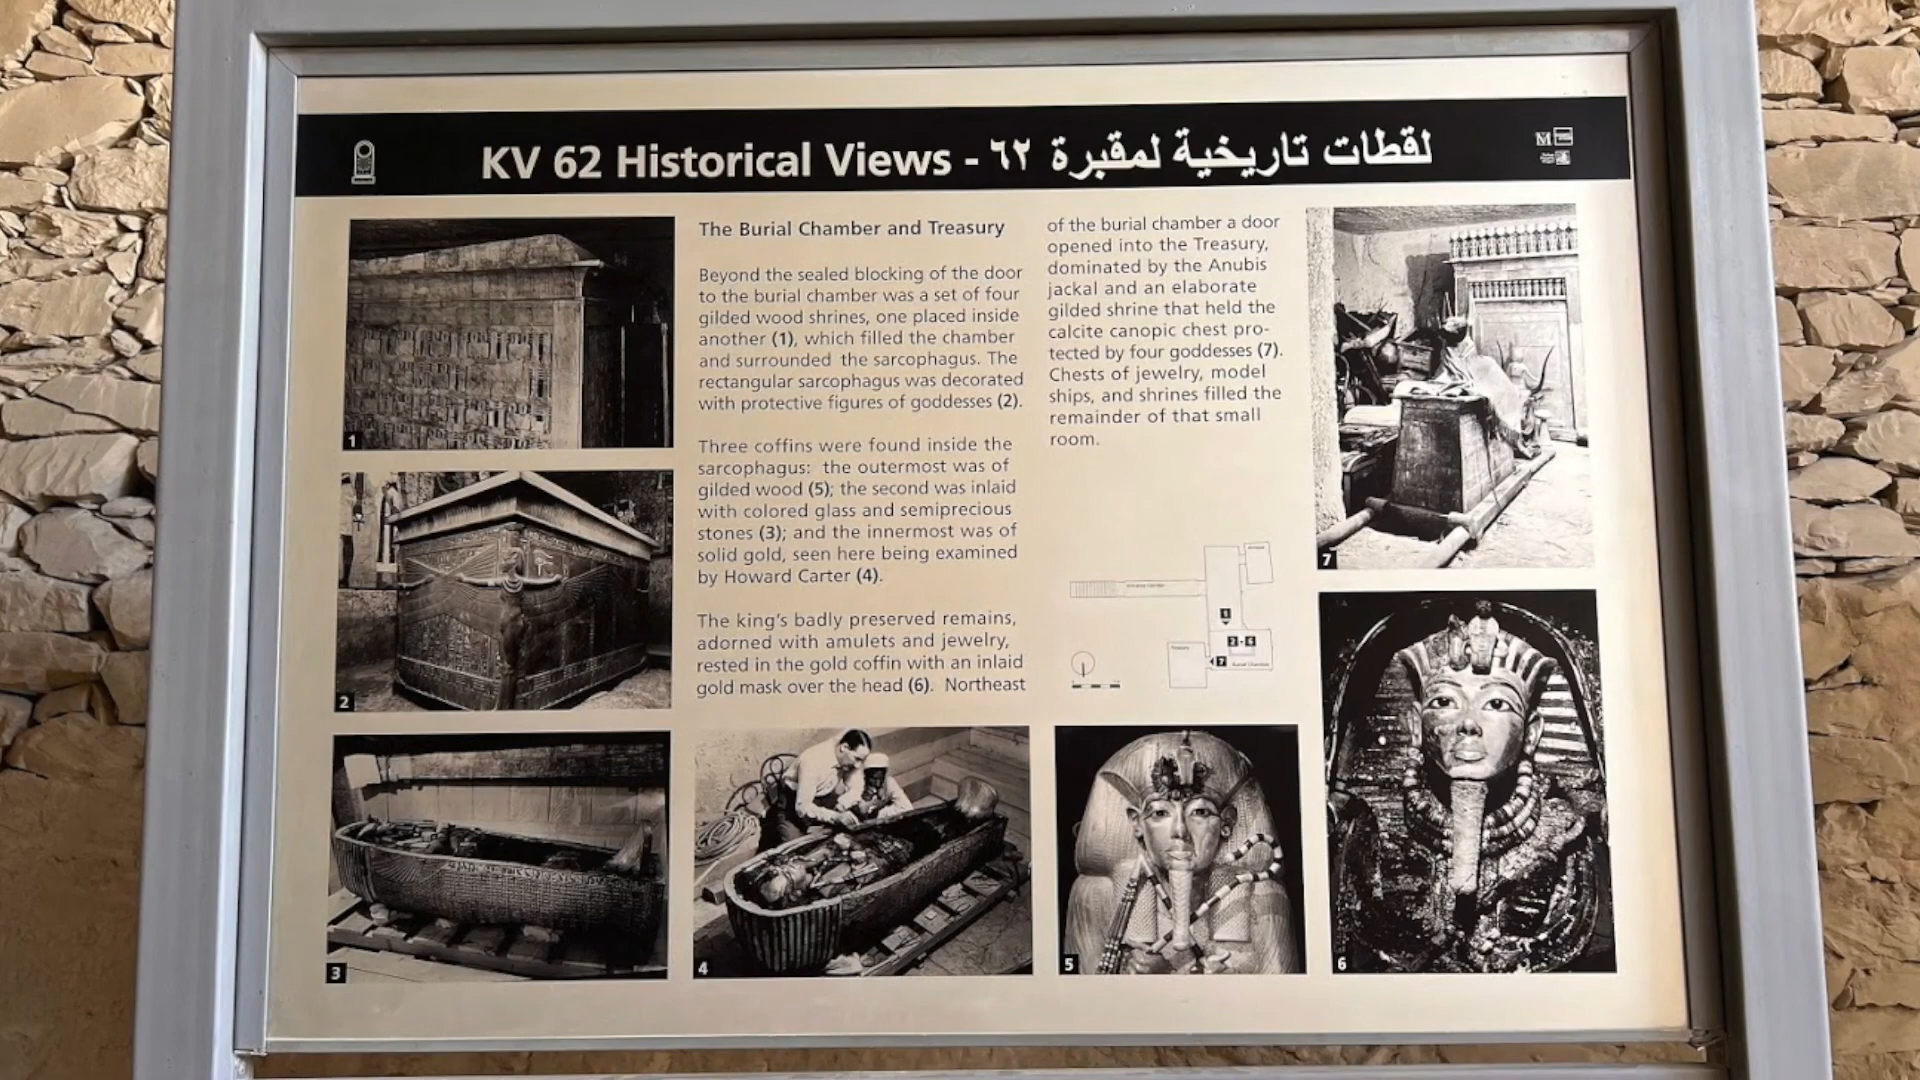 KV 62 Historical Views - لقطات تاريخية لمقبرة ٦٢
The Burial Chamber and Treasury
Beyond the sealed blocking of the door
to the burial chamber was a set of four
gilded wood shrines, one placed inside
another (1), which filled the chamber
and surrounded the sarcophagus. The
rectangular sarcophagus was decorated
with protective figures of goddesses (2).
Three coffins were found inside the
sarcophagus: the outermost was of
gilded wood (5); the second was inlaid
with colored glass and semiprecious
stones (3); and the innermost was of
solid gold, seen here being examined
by Howard Carter (4).
The king's badly preserved remains,
adorned with amulets and jewelry,
rested in the gold coffin with an inlaid
gold mask over the head (6). Northeast
of the burial chamber a door
opened into the Treasury,
dominated by the Anubis
jackal and an elaborate
gilded shrine that held the
calcite canopic chest pro-
tected by four goddesses (7).
Chests of jewelry, model
ships, and shrines filled the
remainder of that small
room.
1
2-6
Treasury
7
Burial Chamber
1
2
3
4
5
6
7